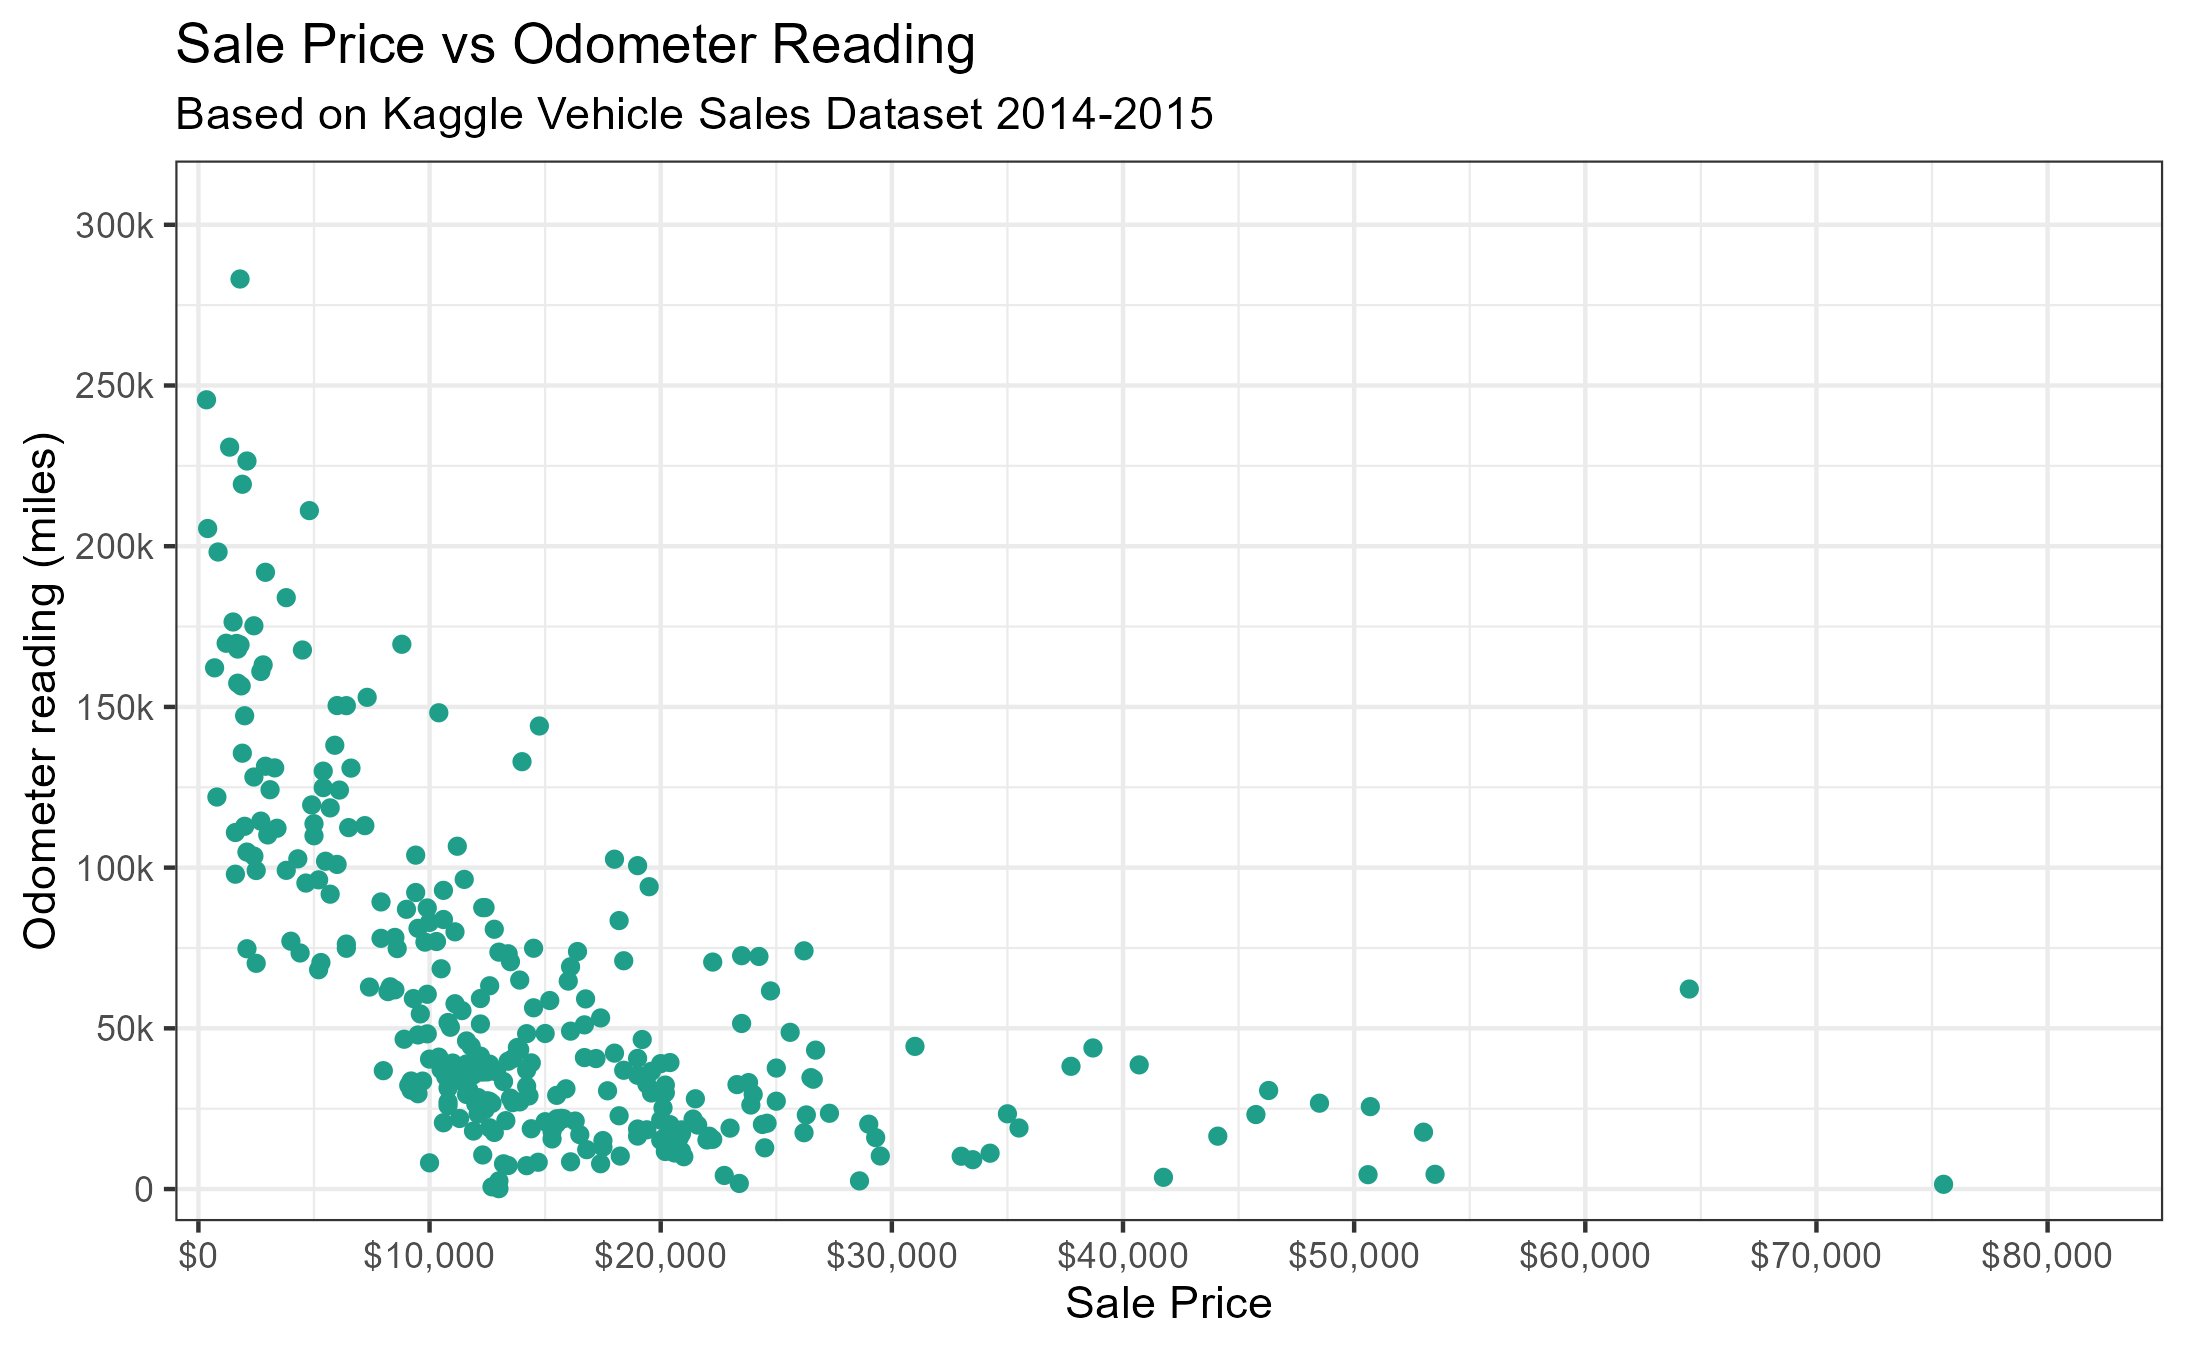 Sale Price vs Odometer Reading
Based on Kaggle Vehicle Sales Dataset 2014-2015
Odometer reading (miles)
300k
250k
200k
150k
100k
50k
0
$0 $10,000 $20,000 $30,000 $40,000 $50,000 $60,000 $70,000 $80,000
Sale Price